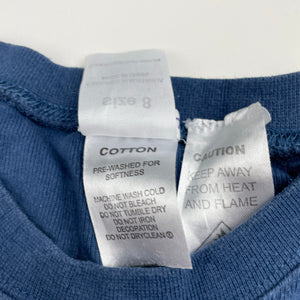 size 8
COTTON
PRE-WASHED FOR
SOFTNESS
MACHINE WASH COLD
DO NOT BLEACH
DO NOT TUMBLE DRY
DO NOT IRON
DECORATION
DO NOT DRYCLEAN
CAUTION
KEEP AWAY
FROM HEAT
AND FLAME